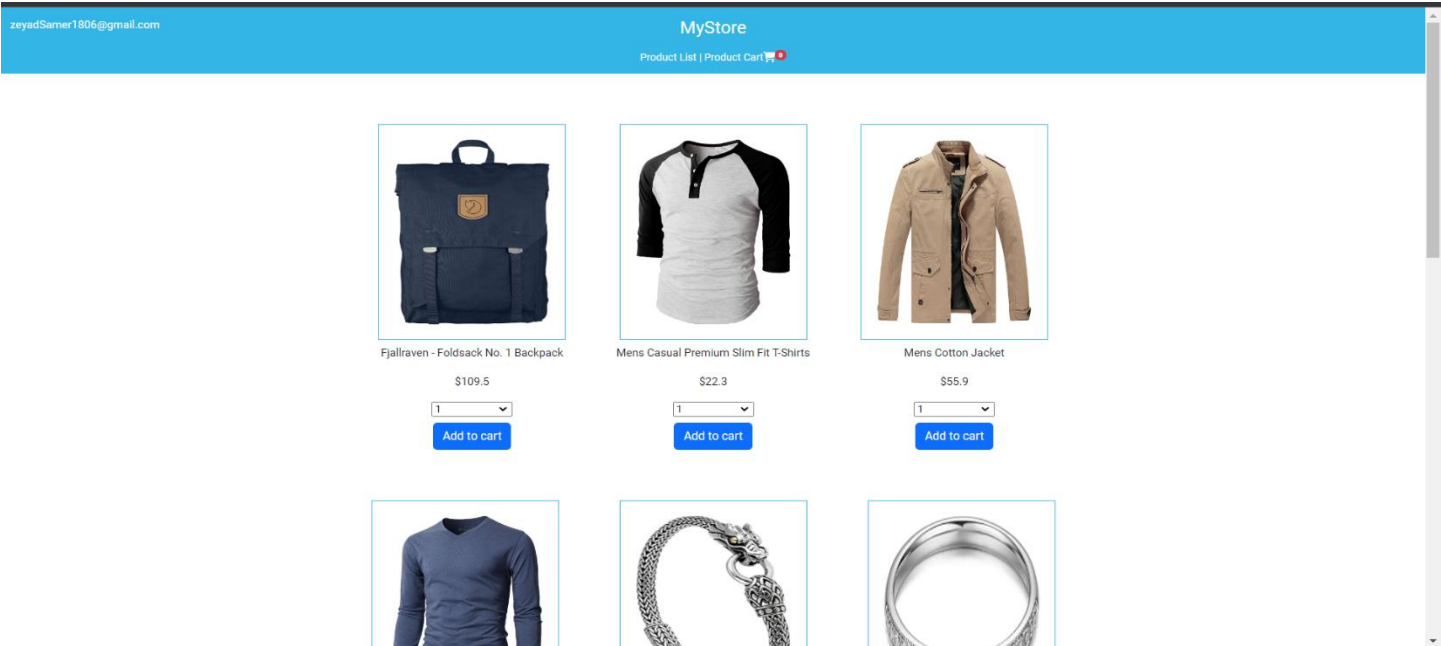 zeyadSamer1806@gmail.com
MyStore
Product List | Product Cart 0
Fjallraven - Foldsack No. 1 Backpack
$109.5
1
Add to cart
Mens Casual Premium Slim Fit T-Shirts
$22.3
1
Add to cart
Mens Cotton Jacket
$55.9
1
Add to cart